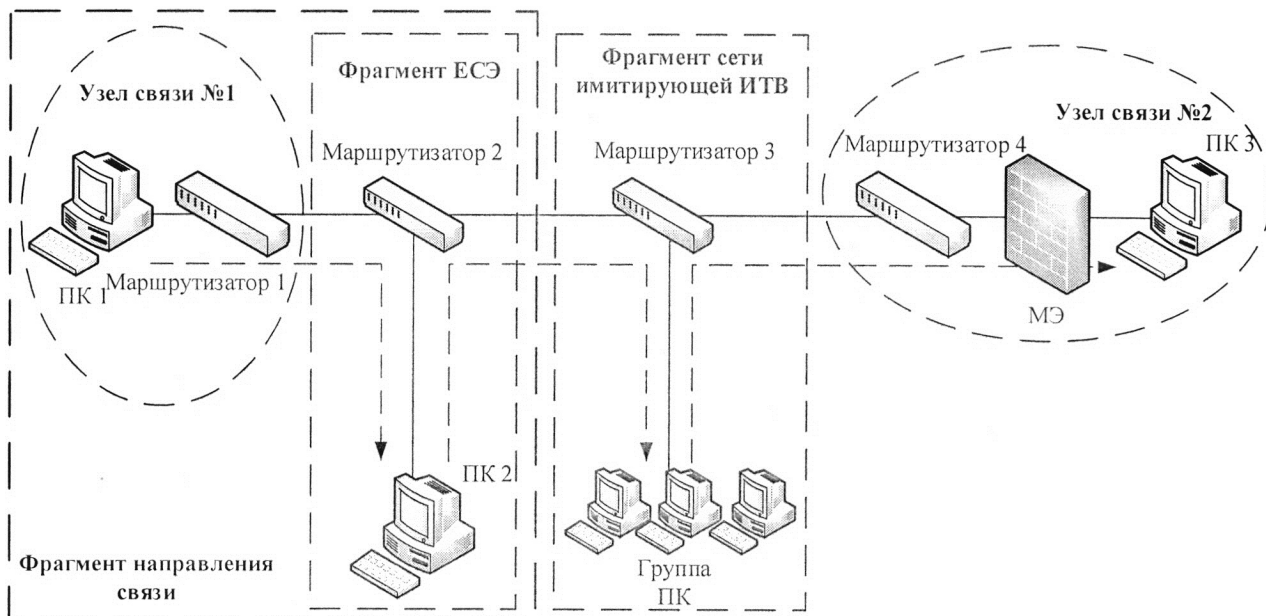 Узел связи №1
Фрагмент ЕСЭ
Фрагмент сети
имитирующей ИТВ
Узел связи №2
Маршрутизатор 2
Маршрутизатор 3
Маршрутизатор 4
ПК 3
ПК 1
Маршрутизатор 1
МЭ
ПК 2
Фрагмент направления
связи
Группа
ПК